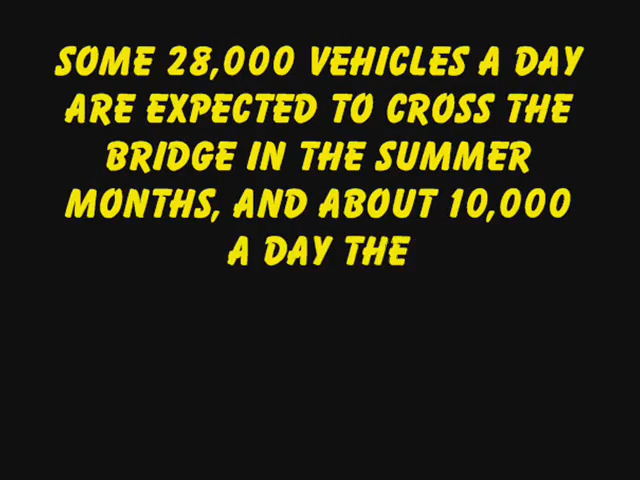 SOME 28,000 VEHICLES A DAY
ARE EXPECTED TO CROSS THE
BRIDGE IN THE SUMMER
MONTHS, AND ABOUT 10,000
A DAY THE